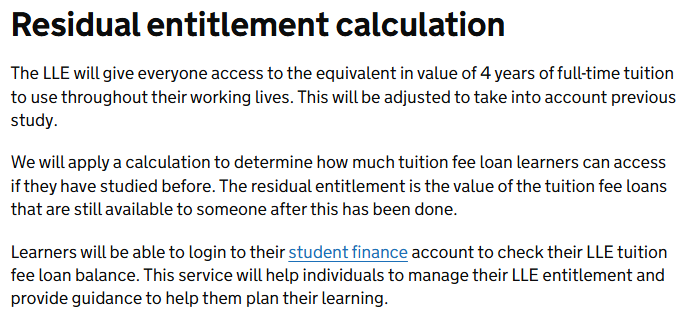 Residual entitlement calculation
The LLE will give everyone access to the equivalent in value of 4 years of full-time tuition
to use throughout their working lives. This will be adjusted to take into account previous
study.
We will apply a calculation to determine how much tuition fee loan learners can access
if they have studied before. The residual entitlement is the value of the tuition fee loans
that are still available to someone after this has been done.
Learners will be able to login to their student finance account to check their LLE tuition
fee loan balance. This service will help individuals to manage their LLE entitlement and
provide guidance to help them plan their learning.